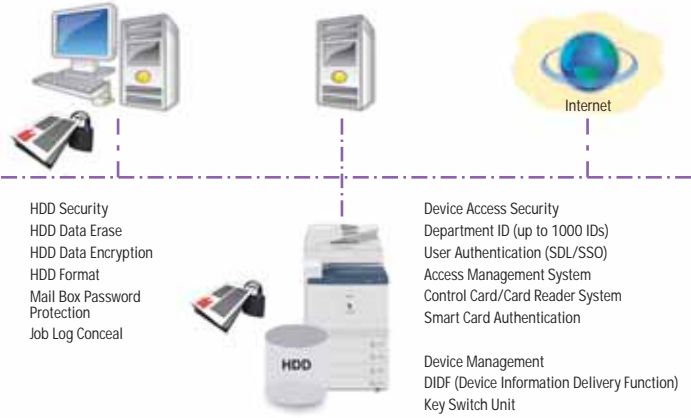 Internet
HDD Security
HDD Data Erase
HDD Data Encryption
HDD Format
Mail Box Password
Protection
Job Log Conceal
HDD
Device Access Security
Department ID (up to 1000 IDs)
User Authentication (SDL/SSO)
Access Management System
Control Card/Card Reader System
Smart Card Authentication
Device Management
DIDF (Device Information Delivery Function)
Key Switch Unit